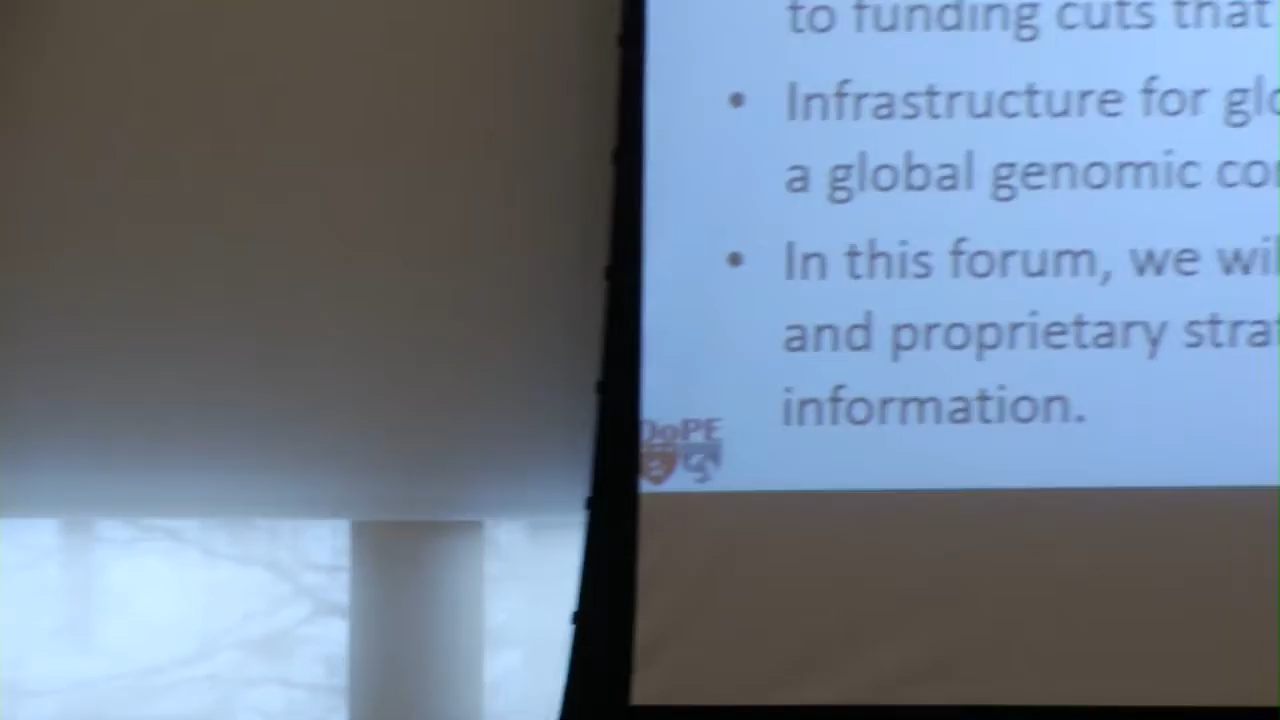 to funding cuts that
• Infrastructure for glo
a global genomic co
• In this forum, we wil
and proprietary stra
information.
DoPE